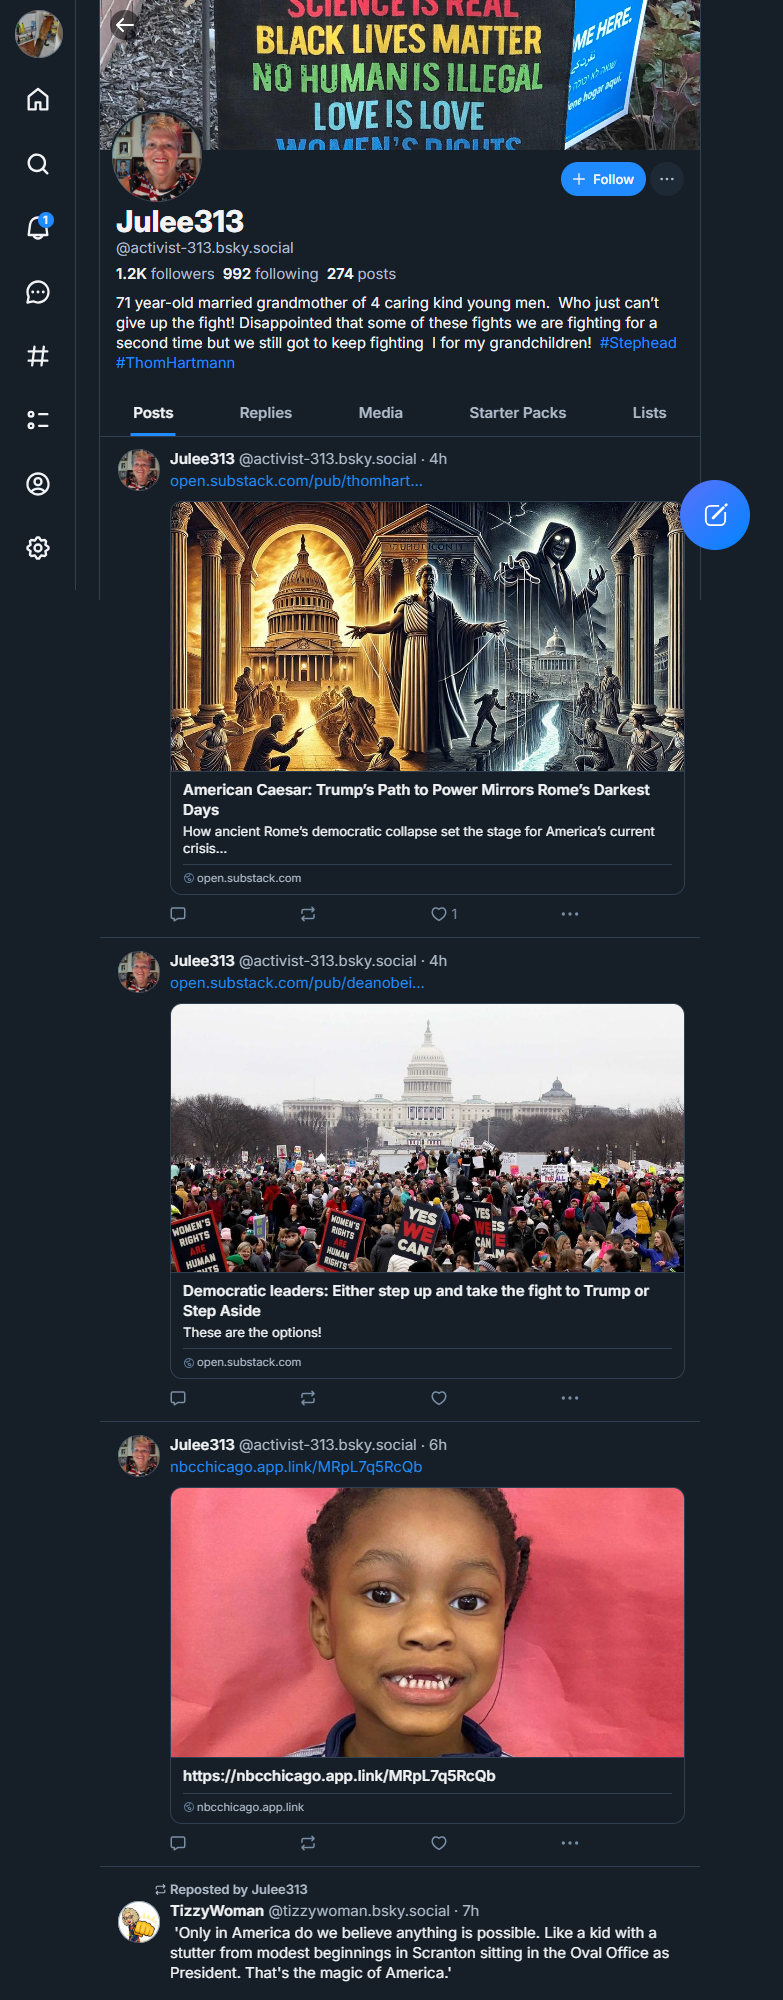 SCIENCE IS REAL
BLACK LIVES MATTER
NO HUMAN IS ILLEGAL
LOVE IS LOVE
WOMEN'S RIGHTS
ME HERE.
ene hogar aquí.
+ Follow
Julee313
@activist-313.bsky.social
1
1.2K followers 992 following 274 posts
71 year-old married grandmother of 4 caring kind young men. Who just can't
give up the fight! Disappointed that some of these fights we are fighting for a
second time but we still got to keep fighting I for my grandchildren! #Stephead
#ThomHartmann
Posts Replies Media Starter Packs Lists
Julee313 @activist-313.bsky.social · 4h
open.substack.com/pub/thomhart...
American Caesar: Trump's Path to Power Mirrors Rome's Darkest
Days
How ancient Rome's democratic collapse set the stage for America's current
crisis...
open.substack.com
1
Julee313 @activist-313.bsky.social · 4h
open.substack.com/pub/deanobei...
WOMEN'S
RIGHTS
ARE
HUMAN
RIGHTS
WOMEN'S
RIGHTS
ARE
HUMAN
RIGHTS
YES
WE
CAN
YES
WE
CAN
Democratic leaders: Either step up and take the fight to Trump or
Step Aside
These are the options!
open.substack.com
Julee313 @activist-313.bsky.social · 6h
nbcchicago.app.link/MRpL7q5RcQb
https://nbcchicago.app.link/MRpL7q5RcQb
nbcchicago.app.link
Reposted by Julee313
TizzyWoman @tizzywoman.bsky.social · 7h
'Only in America do we believe anything is possible. Like a kid with a
stutter from modest beginnings in Scranton sitting in the Oval Office as
President. That's the magic of America.'